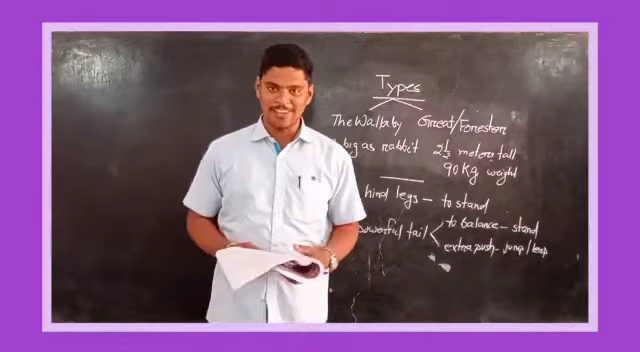 Types
The Wallaby Great/Forester
big as rabbit 2½ meters tall
90 Kg weight
hind legs – to stand
powerful tail < to balance – stand
extra push – jump/leap